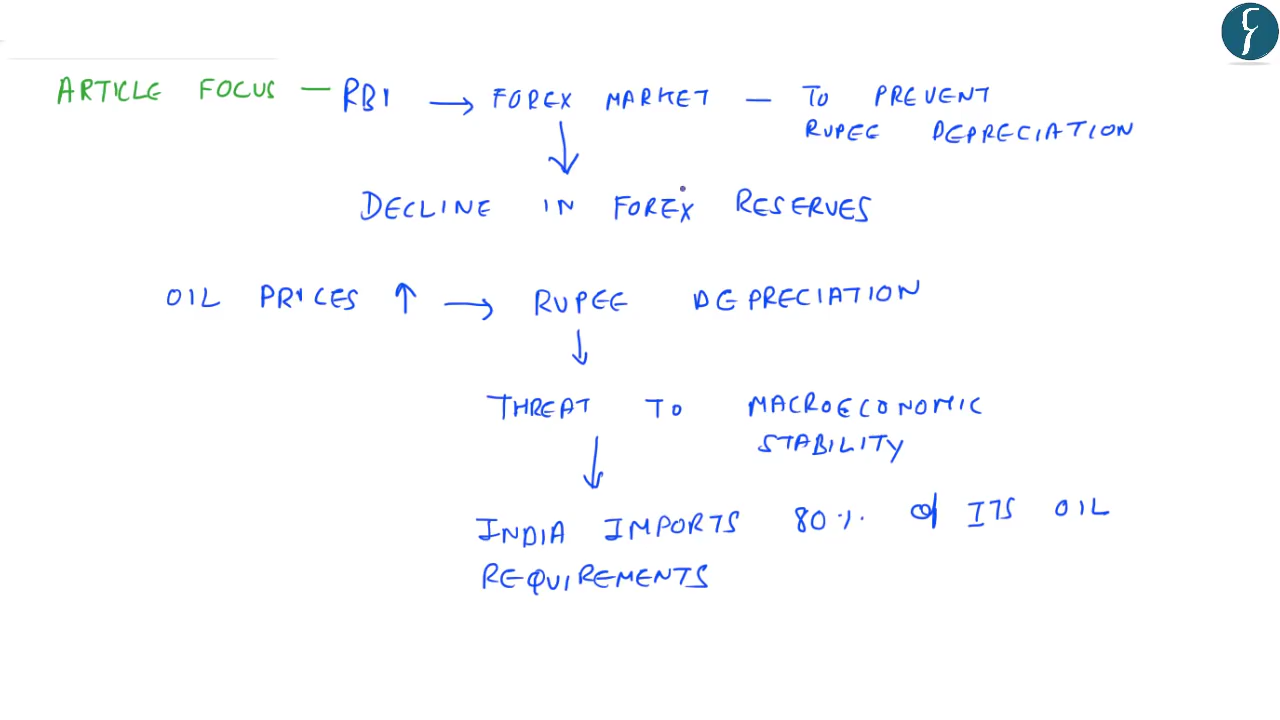 ARTICLE FOCUS — RBI → FOREX MARKET — TO PREVENT
RUPEE DEPRECIATION
DECLINE IN FOREX RESERVES
OIL PRICES ↑ → RUPEE DEPRECIATION
THREAT TO MACROECONOMIC
STABILITY
INDIA IMPORTS 80% of ITS OIL
REQUIREMENTS